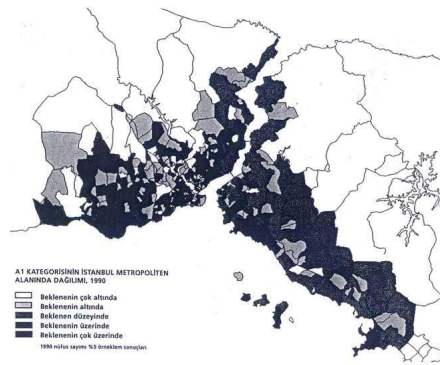 A1 KATEGORİSİNİN İSTANBUL METROPOLİTEN
ALANINDA DAĞILIMI, 1990
Beklenenin çok altında
Beklenenin altında
Beklenen düzeyinde
Beklenenin üzerinde
Beklenenin çok üzerinde
1990 nüfus sayımı %5 örneklem sonuçları